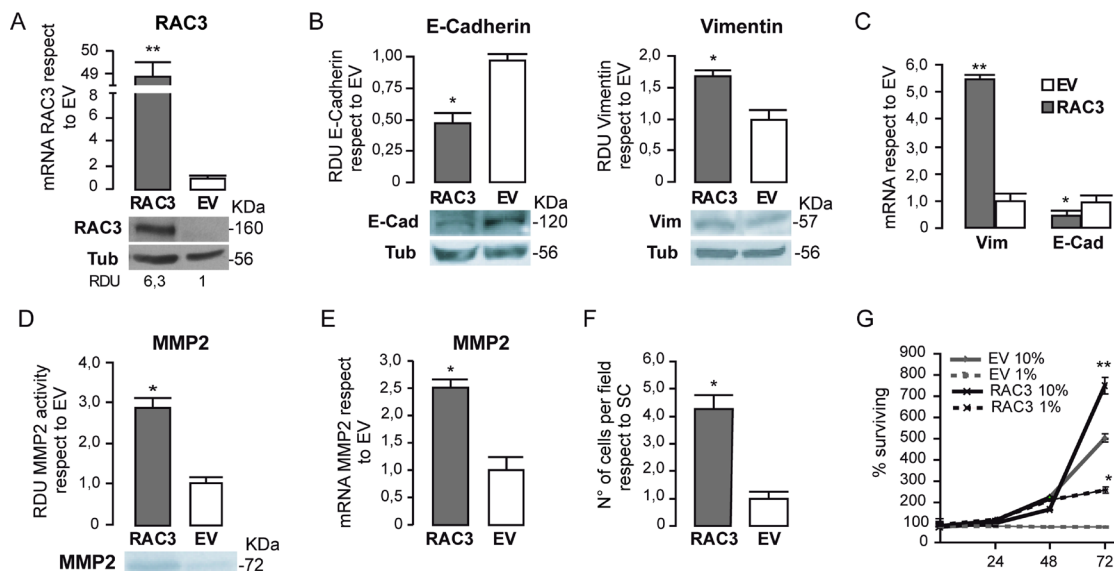 A
RAC3
mRNA RAC3 respect
to EV
50
49
8
6
4
2
0
**
RAC3 EV
KDa
RAC3
-160
Tub
-56
RDU 6,3 1
B
E-Cadherin
RDU E-Cadherin
respect to EV
1,00
0,75
0,50
0,25
0
*
RAC3 EV
KDa
E-Cad
-120
Tub
-56
Vimentin
RDU Vimentin
respect to EV
2,0
1,5
1,0
0,5
0
*
RAC3 EV
KDa
Vim
-57
Tub
-56
C
mRNA respect to EV
6,0
5,0
4,0
3,0
2,0
1,0
0
**
*
EV
RAC3
Vim E-Cad
D
MMP2
RDU MMP2 activity
respect to EV
4,0
3,0
2,0
1,0
0
*
RAC3 EV
KDa
MMP2
-72
E
MMP2
mRNA MMP2 respect
to EV
3,0
2,5
2,0
1,5
1,0
0,5
0
*
RAC3 EV
F
N° of cells per field
respect to SC
6,0
5,0
4,0
3,0
2,0
1,0
0
*
RAC3 EV
G
% surviving
900
800
700
600
500
400
300
200
100
0
EV 10%
EV 1%
RAC3 10%
RAC3 1%
**
*
24 48 72